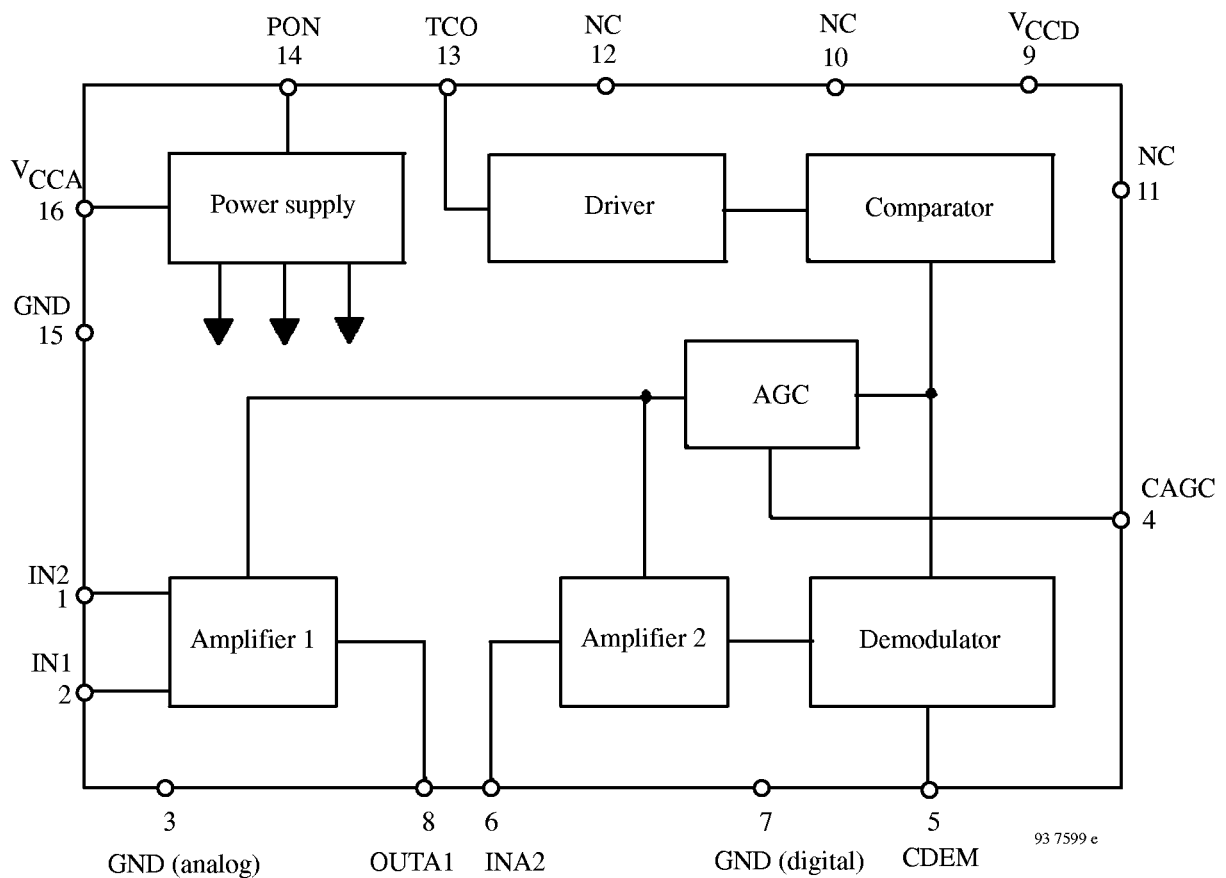 PON
14
TCO
13
NC
12
NC
10
VCCD
9
VCCA
16
Power supply
Driver
Comparator
NC
11
GND
15
AGC
CAGC
4
IN2
1
Amplifier 1
Amplifier 2
Demodulator
IN1
2
3
8
6
7
5
GND (analog)
OUTA1
INA2
GND (digital)
CDEM
93 7599 e